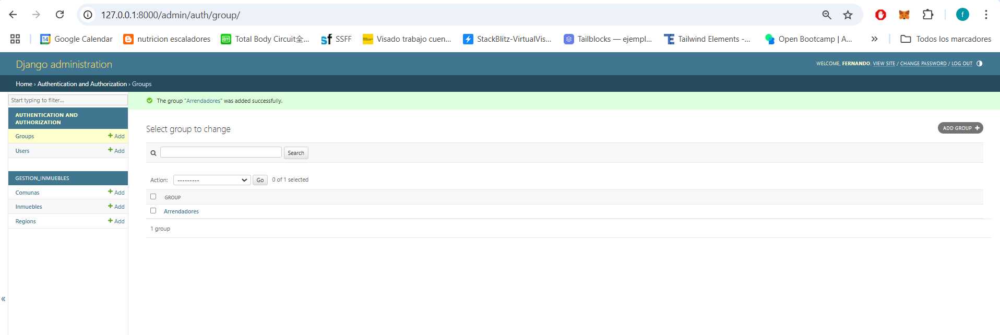 127.0.0.1:8000/admin/auth/group/
f
14 Google Calendar
nutricion escaladores
Total Body Circuit全...
sf SSFF
Visado trabajo cuen...
StackBlitz-VirtualVis...
Tailblocks — ejempl...
TE Tailwind Elements -...
Open Bootcamp | A...
»
Todos los marcadores
Django administration
WELCOME, FERNANDO. VIEW SITE / CHANGE PASSWORD / LOG OUT
Home › Authentication and Authorization › Groups
Start typing to filter...
AUTHENTICATION AND
AUTHORIZATION
Groups + Add
Users + Add
GESTION_INMUEBLES
Comunas + Add
Inmuebles + Add
Regions + Add
«
The group “Arrendadores” was added successfully.
Select group to change
ADD GROUP +
Search
Action: --------- Go 0 of 1 selected
GROUP
Arrendadores
1 group